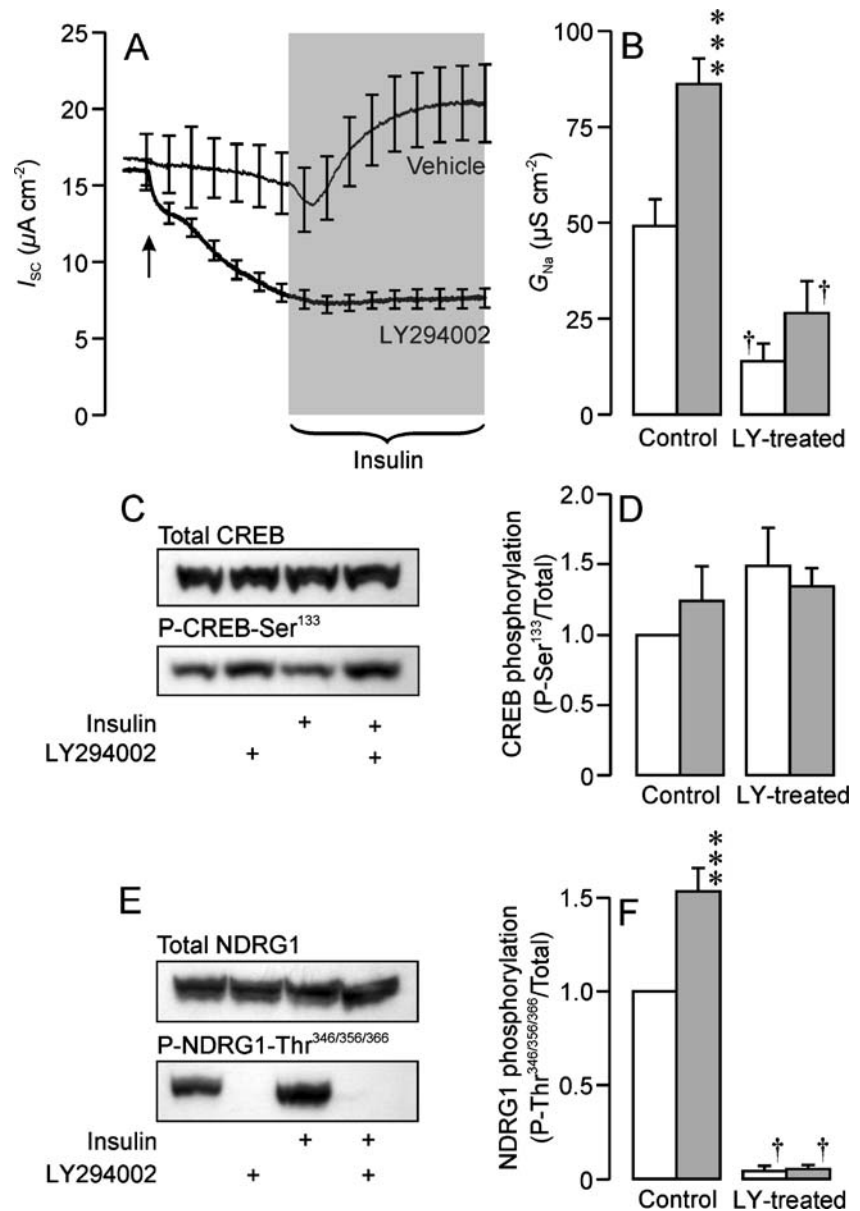 A
25
20
15
10
5
0
I_SC (µA cm⁻²)
Vehicle
LY294002
Insulin
B
100
75
50
25
0
G_Na (µS cm⁻²)
***
†
†
Control
LY-treated
C
Total CREB
P-CREB-Ser¹³³
Insulin + +
LY294002 + +
D
2.0
1.5
1.0
0.5
0
CREB phosphorylation
(P-Ser¹³³/Total)
Control
LY-treated
E
Total NDRG1
P-NDRG1-Thr³⁴⁶/³⁵⁶/³⁶⁶
Insulin + +
LY294002 + +
F
1.5
1.0
0.5
0
NDRG1 phosphorylation
(P-Thr³⁴⁶/³⁵⁶/³⁶⁶/Total)
***
†
†
Control
LY-treated